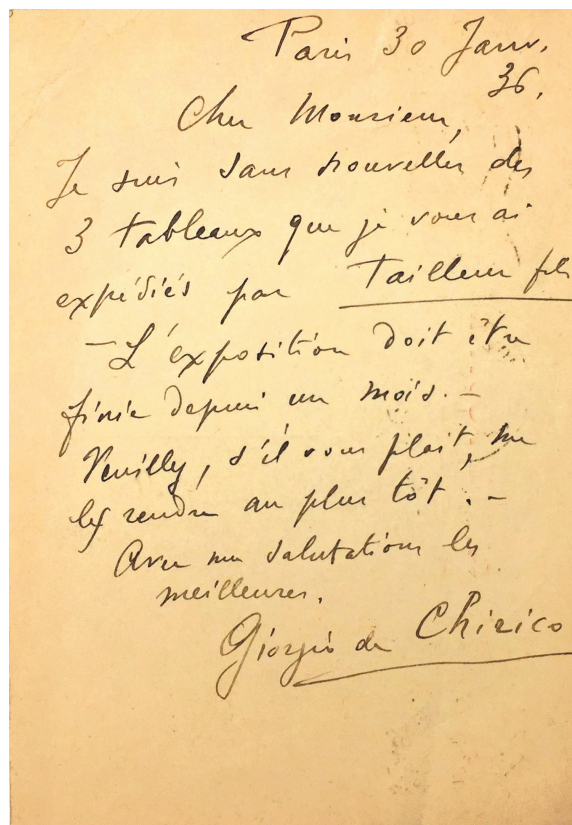 Paris 30 Janv.
36.
Cher Monsieur,
Je suis sans nouvelles des
3 tableaux que je vous ai
expédiés par Tailleur fils
– L'exposition doit être
finie depuis un mois. –
Veuilley, s'il vous plait, me
les rendre au plus tôt. –
Avec mes salutations les
meilleures.
Giorgio de Chirico